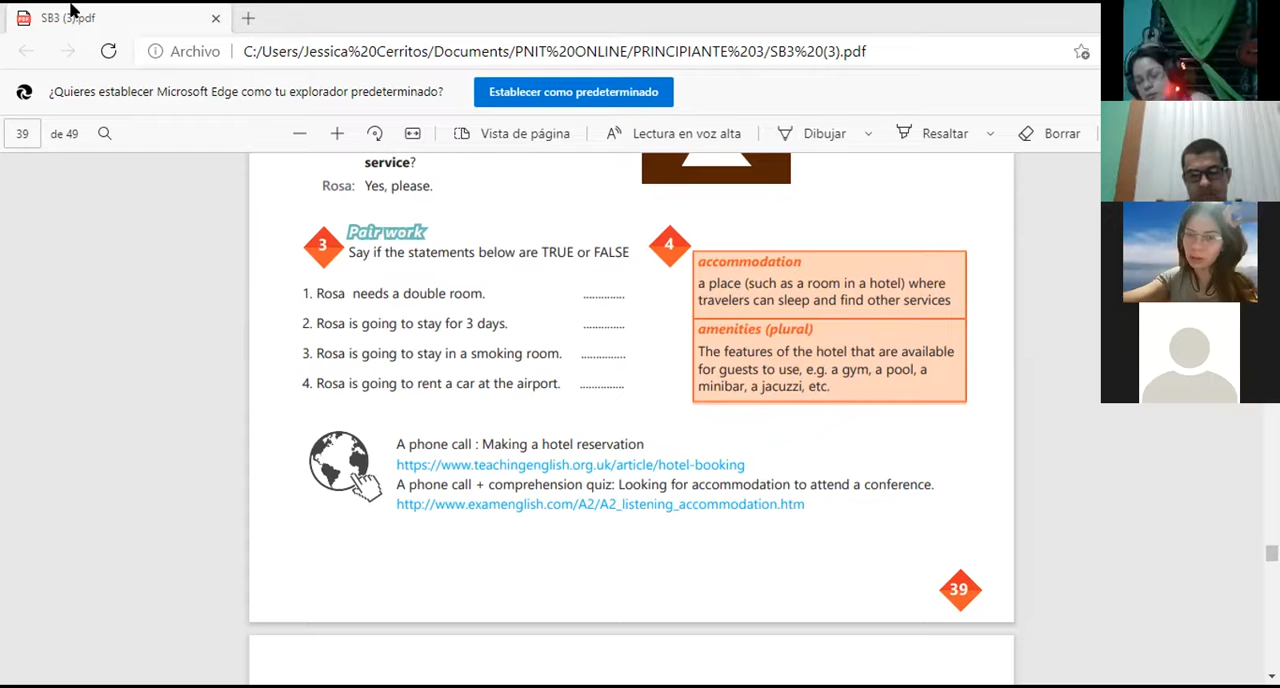 SB3 (3).pdf
Archivo
C:/Users/Jessica%20Cerritos/Documents/PNIT%20ONLINE/PRINCIPIANTE%203/SB3%20(3).pdf
¿Quieres establecer Microsoft Edge como tu explorador predeterminado?
Establecer como predeterminado
39 de 49
Vista de página
Lectura en voz alta
Dibujar
Resaltar
Borrar
service?
Rosa: Yes, please.
3
Pair work
Say if the statements below are TRUE or FALSE
1. Rosa needs a double room. ..............
2. Rosa is going to stay for 3 days. ..............
3. Rosa is going to stay in a smoking room. ...............
4. Rosa is going to rent a car at the airport. ...............
4
accommodation
a place (such as a room in a hotel) where
travelers can sleep and find other services
amenities (plural)
The features of the hotel that are available
for guests to use, e.g. a gym, a pool, a
minibar, a jacuzzi, etc.
A phone call : Making a hotel reservation
https://www.teachingenglish.org.uk/article/hotel-booking
A phone call + comprehension quiz: Looking for accommodation to attend a conference.
http://www.examenglish.com/A2/A2_listening_accommodation.htm
39